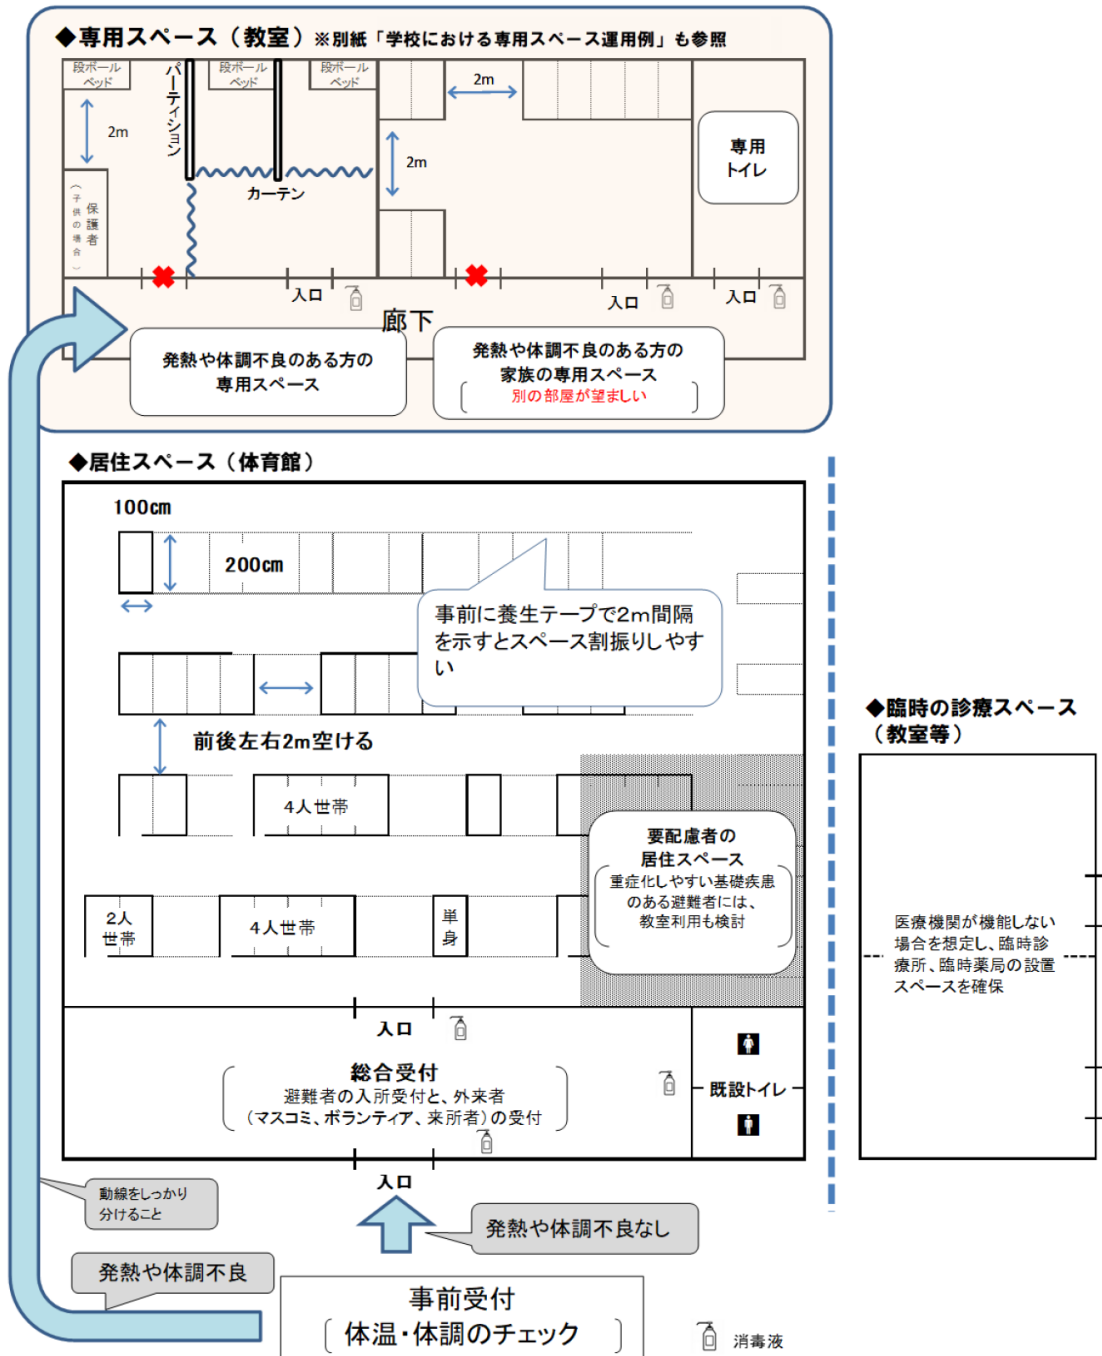 ◆専用スペース（教室）※別紙「学校における専用スペース運用例」も参照
段ボール
ベッド
パーティション
段ボール
ベッド
段ボール
ベッド
2m
2m
2m
専用
トイレ
カーテン
保護者
（子供の場合）
入口
入口
入口
廊下
発熱や体調不良のある方の
専用スペース
発熱や体調不良のある方の
家族の専用スペース
別の部屋が望ましい
◆居住スペース（体育館）
100cm
200cm
事前に養生テープで2m間隔
を示すとスペース割振りしやす
い
前後左右2m空ける
4人世帯
要配慮者の
居住スペース
重症化しやすい基礎疾患
のある避難者には、
教室利用も検討
2人
世帯
4人世帯
単
身
◆臨時の診療スペース
（教室等）
医療機関が機能しない
場合を想定し、臨時診
療所、臨時薬局の設置
スペースを確保
入口
総合受付
避難者の入所受付と、外来者
（マスコミ、ボランティア、来所者）の受付
既設トイレ
入口
動線をしっかり
分けること
発熱や体調不良なし
発熱や体調不良
事前受付
体温・体調のチェック
消毒液